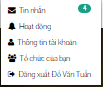 Tin nhắn 4
Hoạt động
Thông tin tài khoản
Tổ chức của bạn
Đăng xuất Đỗ Văn Tuấn